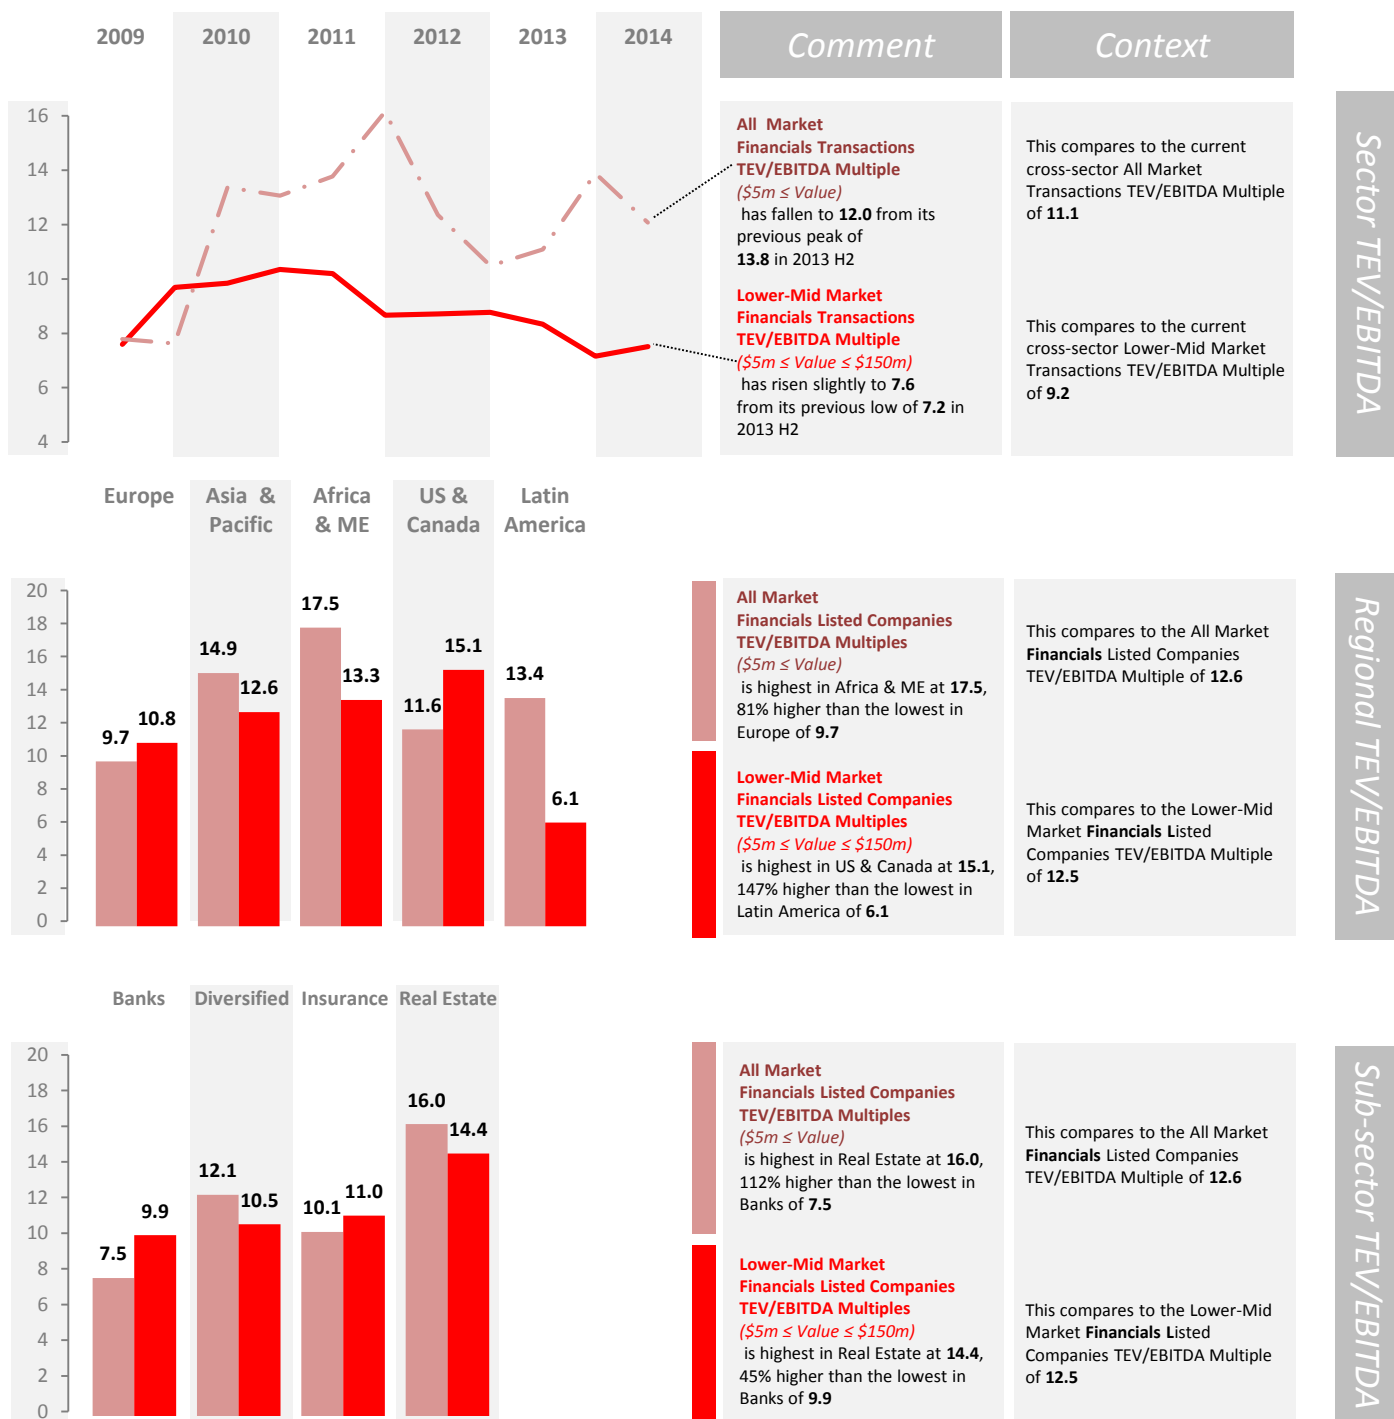 2009 2010 2011 2012 2013 2014
Comment
Context
16
14
12
10
8
6
4
All Market
Financials Transactions
TEV/EBITDA Multiple
($5m ≤ Value)
has fallen to 12.0 from its
previous peak of
13.8 in 2013 H2
Lower-Mid Market
Financials Transactions
TEV/EBITDA Multiple
($5m ≤ Value ≤ $150m)
has risen slightly to 7.6
from its previous low of 7.2 in
2013 H2
This compares to the current
cross-sector All Market
Transactions TEV/EBITDA Multiple
of 11.1
This compares to the current
cross-sector Lower-Mid Market
Transactions TEV/EBITDA Multiple
of 9.2
Sector TEV/EBITDA
Europe
Asia &
Pacific
Africa
& ME
US &
Canada
Latin
America
20
18
16
14
12
10
8
6
4
2
0
9.7
10.8
14.9
12.6
17.5
13.3
11.6
15.1
13.4
6.1
All Market
Financials Listed Companies
TEV/EBITDA Multiples
($5m ≤ Value)
is highest in Africa & ME at 17.5,
81% higher than the lowest in
Europe of 9.7
Lower-Mid Market
Financials Listed Companies
TEV/EBITDA Multiples
($5m ≤ Value ≤ $150m)
is highest in US & Canada at 15.1,
147% higher than the lowest in
Latin America of 6.1
This compares to the All Market
Financials Listed Companies
TEV/EBITDA Multiple of 12.6
This compares to the Lower-Mid
Market Financials Listed
Companies TEV/EBITDA Multiple
of 12.5
Regional TEV/EBITDA
Banks Diversified Insurance Real Estate
20
18
16
14
12
10
8
6
4
2
0
7.5
9.9
12.1
10.5
10.1
11.0
16.0
14.4
All Market
Financials Listed Companies
TEV/EBITDA Multiples
($5m ≤ Value)
is highest in Real Estate at 16.0,
112% higher than the lowest in
Banks of 7.5
Lower-Mid Market
Financials Listed Companies
TEV/EBITDA Multiples
($5m ≤ Value ≤ $150m)
is highest in Real Estate at 14.4,
45% higher than the lowest in
Banks of 9.9
This compares to the All Market
Financials Listed Companies
TEV/EBITDA Multiple of 12.6
This compares to the Lower-Mid
Market Financials Listed
Companies TEV/EBITDA Multiple
of 12.5
Sub-sector TEV/EBITDA